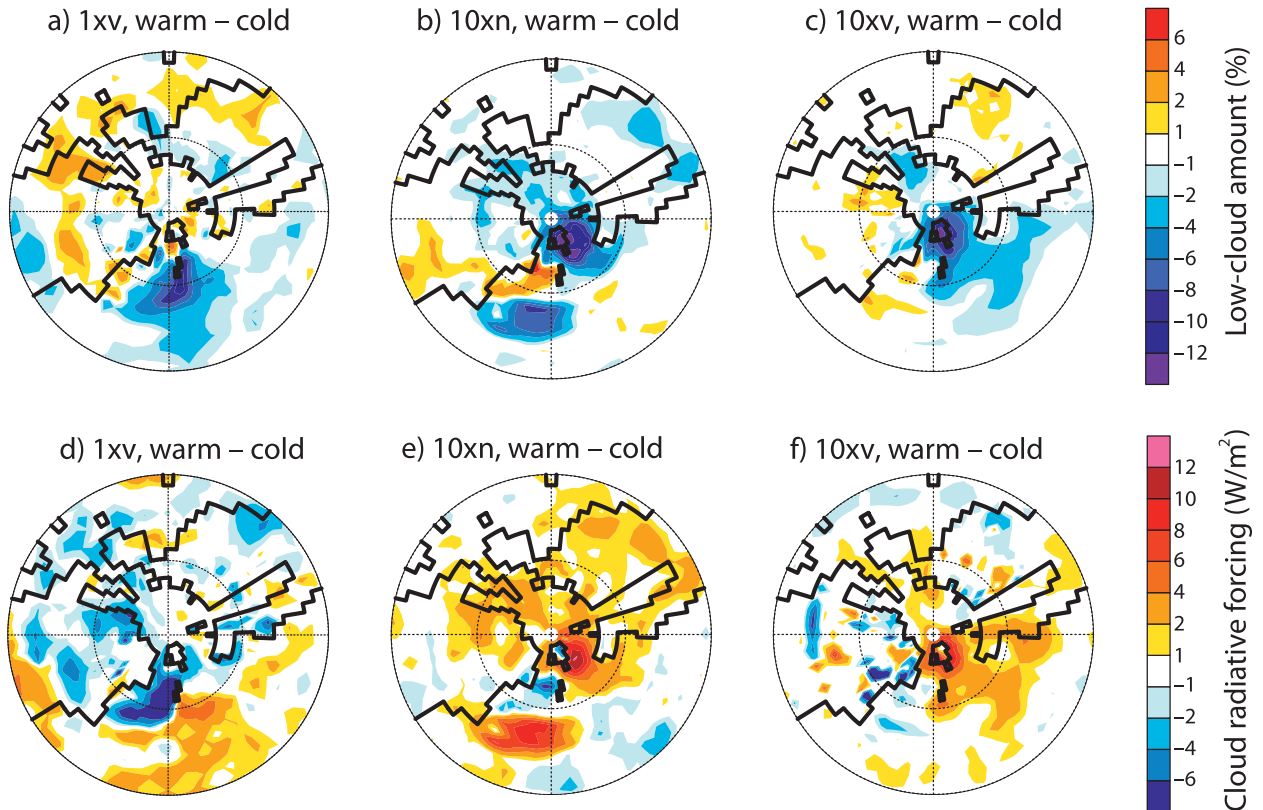 a) 1xv, warm – cold
b) 10xn, warm – cold
c) 10xv, warm – cold
6
4
2
1
–1
–2
–4
–6
–8
–10
–12
Low-cloud amount (%)
d) 1xv, warm – cold
e) 10xn, warm – cold
f) 10xv, warm – cold
12
10
8
6
4
2
1
–1
–2
–4
–6
Cloud radiative forcing (W/m²)